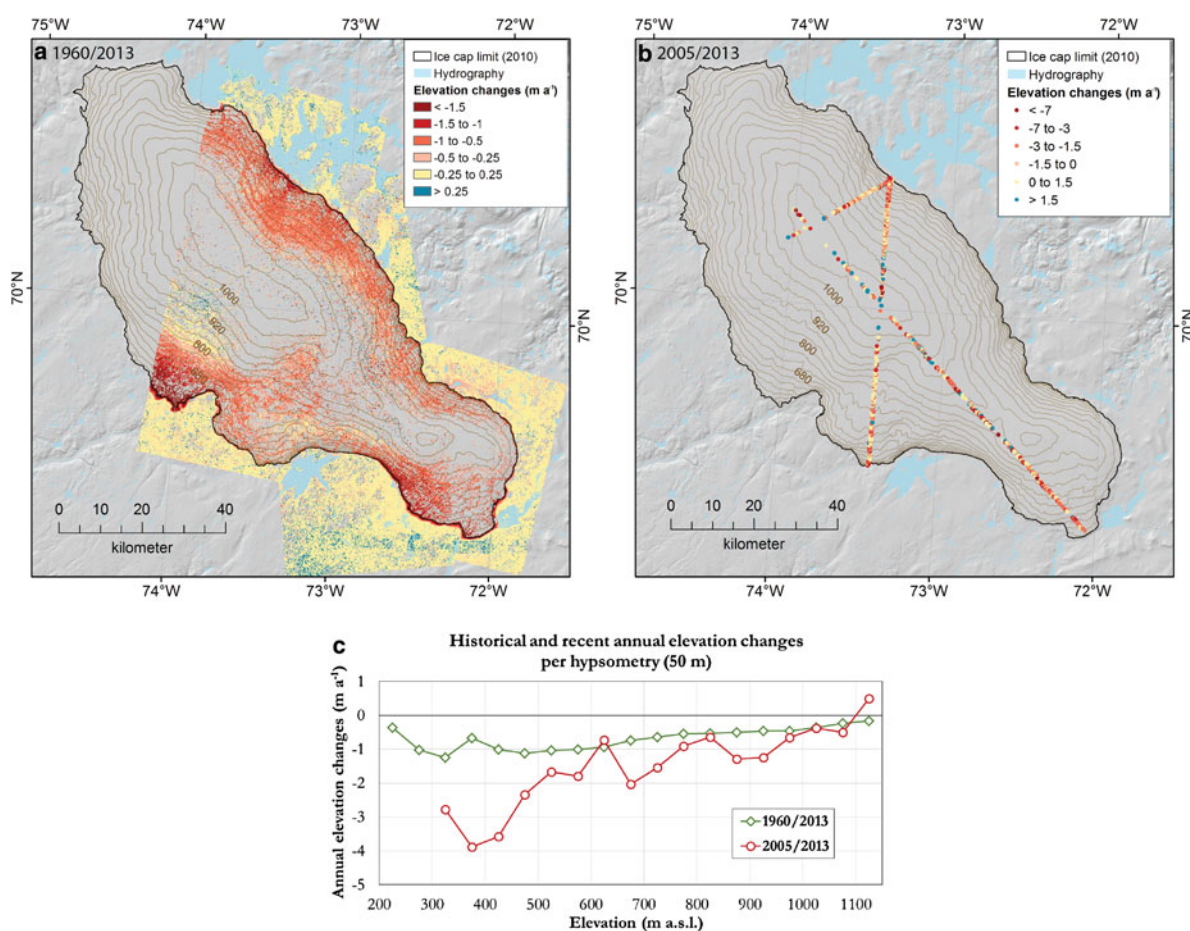 75°W 74°W 73°W 72°W
a 1960/2013
Ice cap limit (2010)
Hydrography
Elevation changes (m a⁻¹)
< -1.5
-1.5 to -1
-1 to -0.5
-0.5 to -0.25
-0.25 to 0.25
> 0.25
70°N
70°N
1000
920
800
0 10 20 40
kilometer
74°W 73°W 72°W
75°W 74°W 73°W 72°W
b 2005/2013
Ice cap limit (2010)
Hydrography
Elevation changes (m a⁻¹)
< -7
-7 to -3
-3 to -1.5
-1.5 to 0
0 to 1.5
> 1.5
70°N
70°N
1000
920
800
680
0 10 20 40
kilometer
74°W 73°W 72°W
c
Historical and recent annual elevation changes
per hypsometry (50 m)
Annual elevation changes (m a⁻¹)
1
0
-1
-2
-3
-4
-5
1960/2013
2005/2013
200 300 400 500 600 700 800 900 1000 1100
Elevation (m a.s.l.)